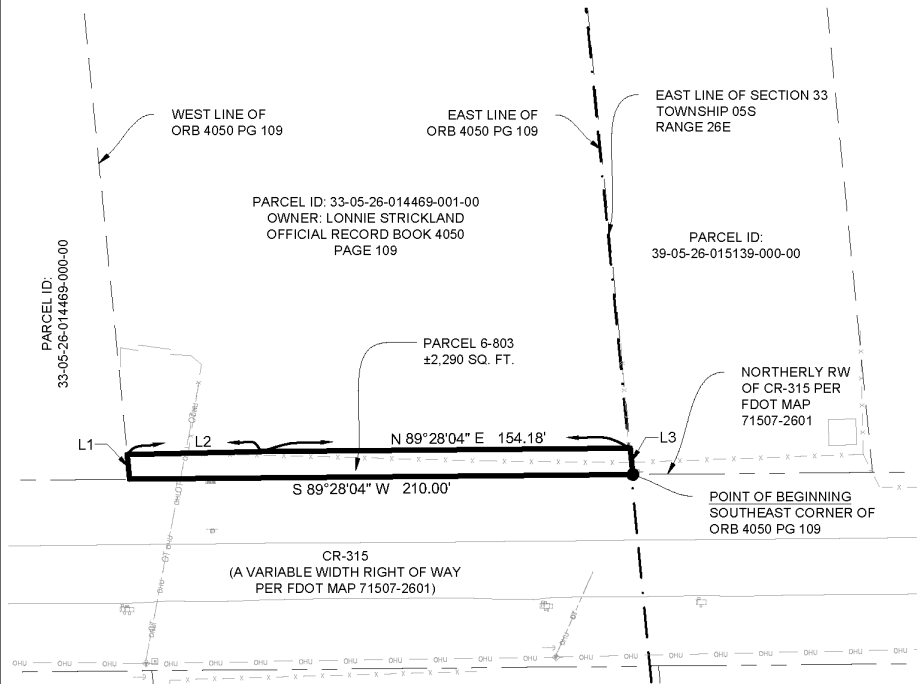 WEST LINE OF
ORB 4050 PG 109
EAST LINE OF
ORB 4050 PG 109
EAST LINE OF SECTION 33
TOWNSHIP 05S
RANGE 26E
PARCEL ID: 33-05-26-014469-001-00
OWNER: LONNIE STRICKLAND
OFFICIAL RECORD BOOK 4050
PAGE 109
PARCEL ID:
39-05-26-015139-000-00
PARCEL ID:
33-05-26-014469-000-00
PARCEL 6-803
±2,290 SQ. FT.
NORTHERLY RW
OF CR-315 PER
FDOT MAP
71507-2601
L1
L2
N 89°28'04" E 154.18'
L3
S 89°28'04" W 210.00'
POINT OF BEGINNING
SOUTHEAST CORNER OF
ORB 4050 PG 109
CR-315
(A VARIABLE WIDTH RIGHT OF WAY
PER FDOT MAP 71507-2601)
OHU OHU OHU OHU OHU OHU OHU OHU OHU OHU OHU OHU OHU OHU OHU OHU OHU OHU OHU